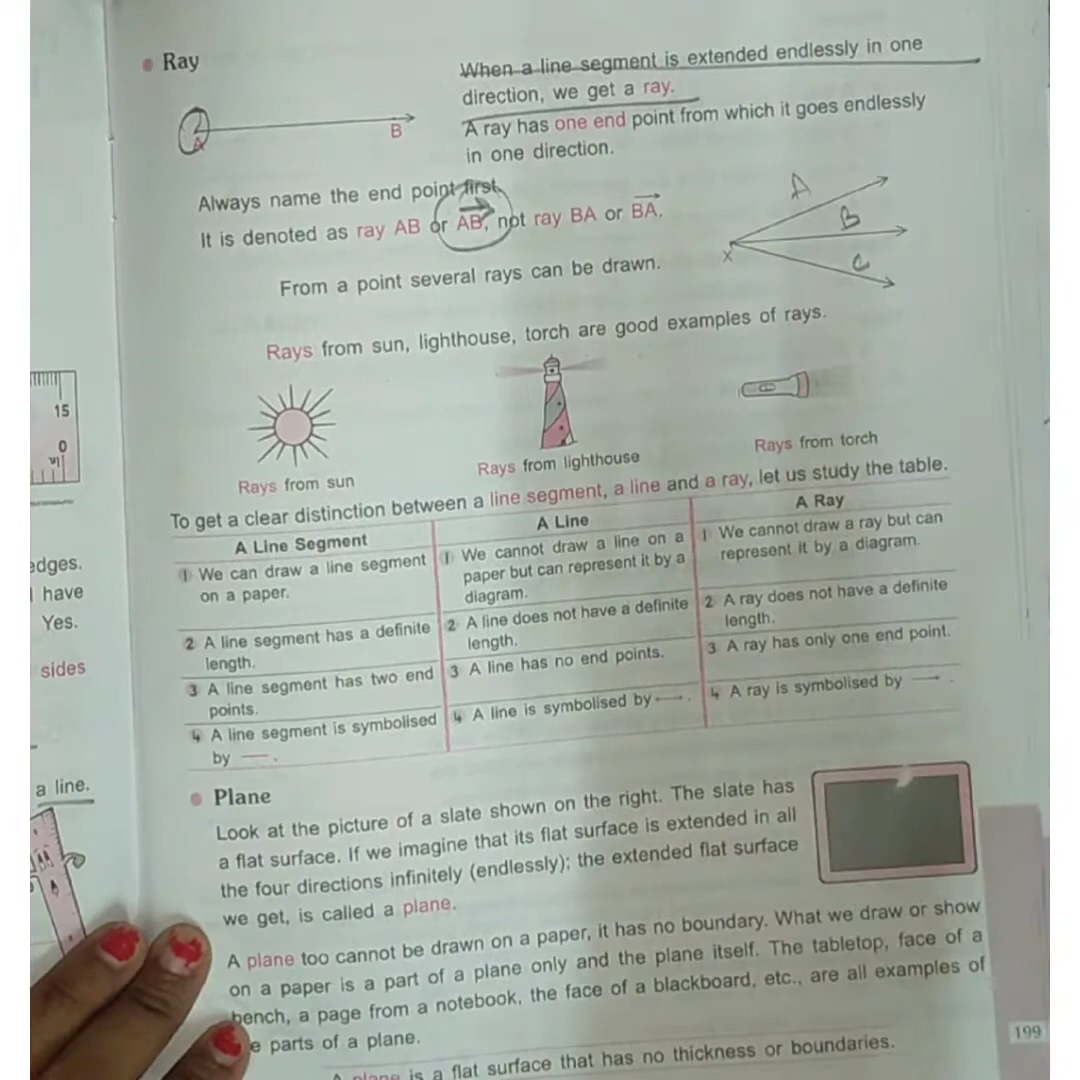 Ray
When a line segment is extended endlessly in one
direction, we get a ray.
A ray has one end point from which it goes endlessly
in one direction.
A B
Always name the end point first.
It is denoted as ray AB or AB, not ray BA or BA.
A
B
C
X
From a point several rays can be drawn.
Rays from sun, lighthouse, torch are good examples of rays.
Rays from sun
Rays from lighthouse
Rays from torch
To get a clear distinction between a line segment, a line and a ray, let us study the table.
A Line Segment
1 We can draw a line segment
on a paper.
2 A line segment has a definite
length.
3 A line segment has two end
points.
4 A line segment is symbolised
by —.
A Line
1 We cannot draw a line on a
paper but can represent it by a
diagram.
2 A line does not have a definite
length.
3 A line has no end points.
4 A line is symbolised by ↔.
A Ray
1 We cannot draw a ray but can
represent it by a diagram.
2 A ray does not have a definite
length.
3 A ray has only one end point.
4 A ray is symbolised by →.
Plane
Look at the picture of a slate shown on the right. The slate has
a flat surface. If we imagine that its flat surface is extended in all
the four directions infinitely (endlessly); the extended flat surface
we get, is called a plane.
A plane too cannot be drawn on a paper, it has no boundary. What we draw or show
on a paper is a part of a plane only and the plane itself. The tabletop, face of a
bench, a page from a notebook, the face of a blackboard, etc., are all examples of
e parts of a plane.
A plane is a flat surface that has no thickness or boundaries.
199
15
0
edges.
have
Yes.
sides
a line.